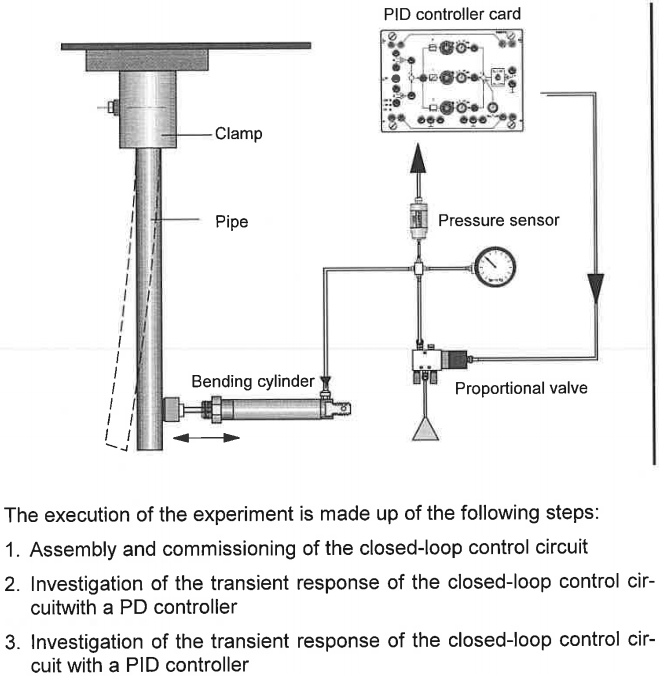 PID controller card
Clamp
Pipe
Pressure sensor
Bending cylinder
Proportional valve
The execution of the experiment is made up of the following steps:
1. Assembly and commissioning of the closed-loop control circuit
2. Investigation of the transient response of the closed-loop control cir-
cuitwith a PD controller
3. Investigation of the transient response of the closed-loop control cir-
cuit with a PID controller